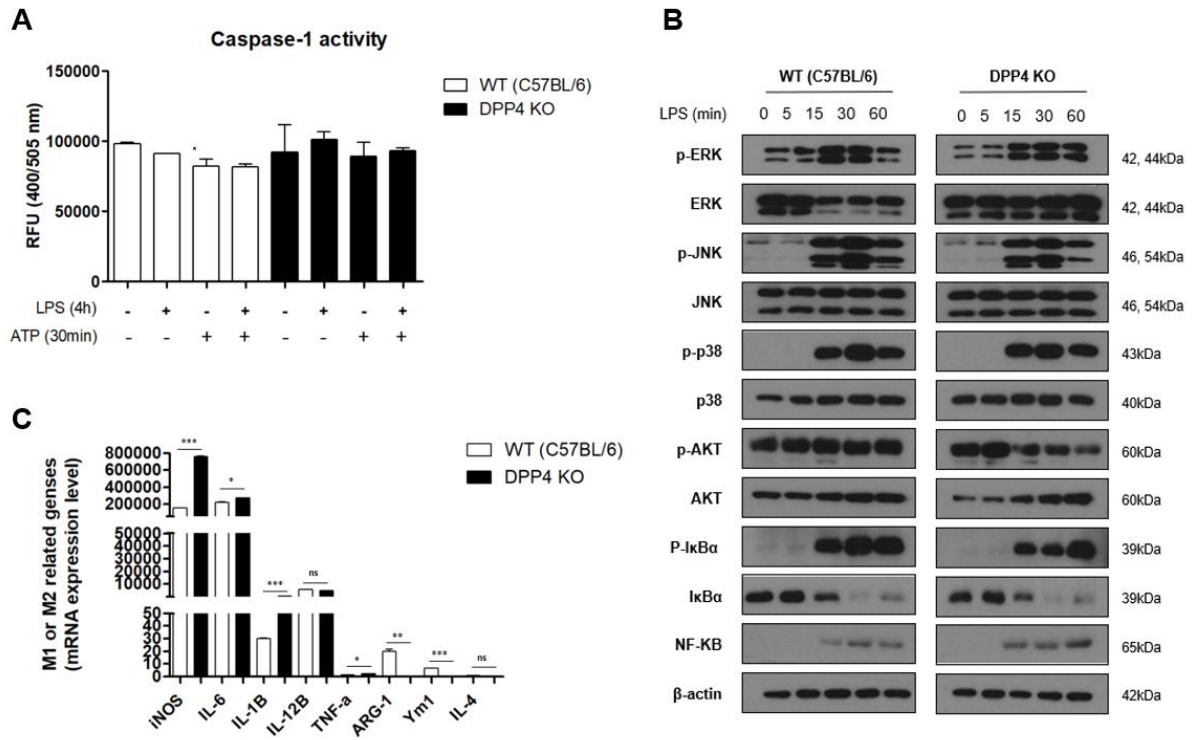 A
Caspase-1 activity
150000
100000
50000
0
RFU (400/505 nm)
*
WT (C57BL/6)
DPP4 KO
LPS (4h) - + - + - + - +
ATP (30min) - - + + - - + +
B
WT (C57BL/6) DPP4 KO
LPS (min) 0 5 15 30 60 0 5 15 30 60
p-ERK 42, 44kDa
ERK 42, 44kDa
p-JNK 46, 54kDa
JNK 46, 54kDa
p-p38 43kDa
p38 40kDa
p-AKT 60kDa
AKT 60kDa
P-IκBα 39kDa
IκBα 39kDa
NF-KB 65kDa
β-actin 42kDa
C
M1 or M2 related genses
(mRNA expression level)
800000
600000
400000
200000
50000
40000
30000
20000
10000
50
40
30
20
10
0
*** * *** ns * ** *** ns
WT (C57BL/6)
DPP4 KO
iNOS IL-6 IL-1B IL-12B TNF-a ARG-1 Ym1 IL-4